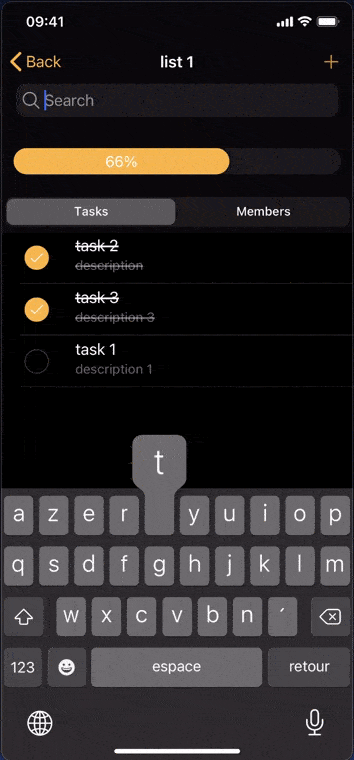 09:41
Back list 1 +
Search
66%
Tasks Members
task 2
description
task 3
description 3
task 1
description 1
t
a z e r y u i o p
q s d f g h j k l m
w x c v b n ´
123 espace retour